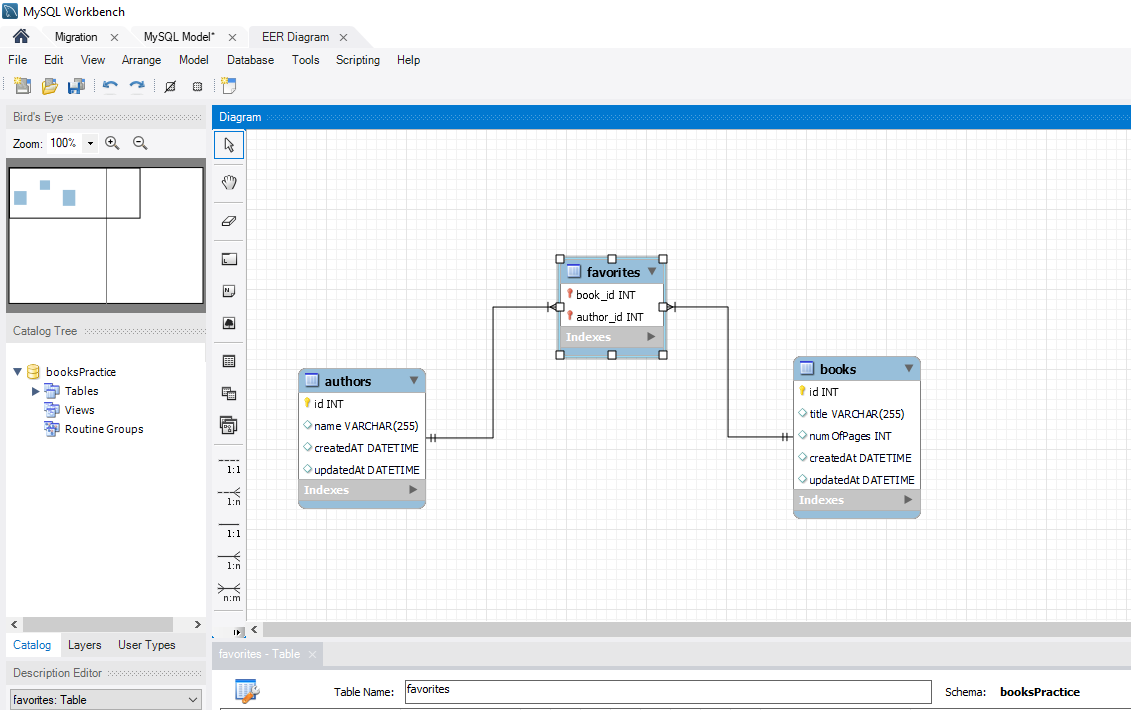 MySQL Workbench
Migration
MySQL Model*
EER Diagram
File Edit View Arrange Model Database Tools Scripting Help
Bird's Eye
Zoom: 100%
Catalog Tree
booksPractice
Tables
Views
Routine Groups
Catalog Layers User Types
Description Editor
favorites: Table
Diagram
1:1
1:n
1:1
1:n
n:m
favorites
book_id INT
author_id INT
Indexes
authors
id INT
name VARCHAR(255)
createdAT DATETIME
updatedAt DATETIME
Indexes
books
id INT
title VARCHAR(255)
numOfPages INT
createdAt DATETIME
updatedAt DATETIME
Indexes
favorites - Table
Table Name: favorites Schema: booksPractice